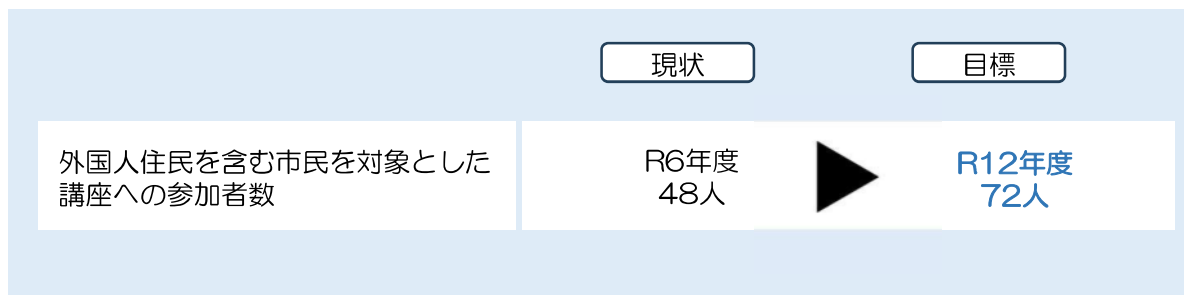 現状
目標
外国人住民を含む市民を対象とした
講座への参加者数
R6年度
48人
R12年度
72人